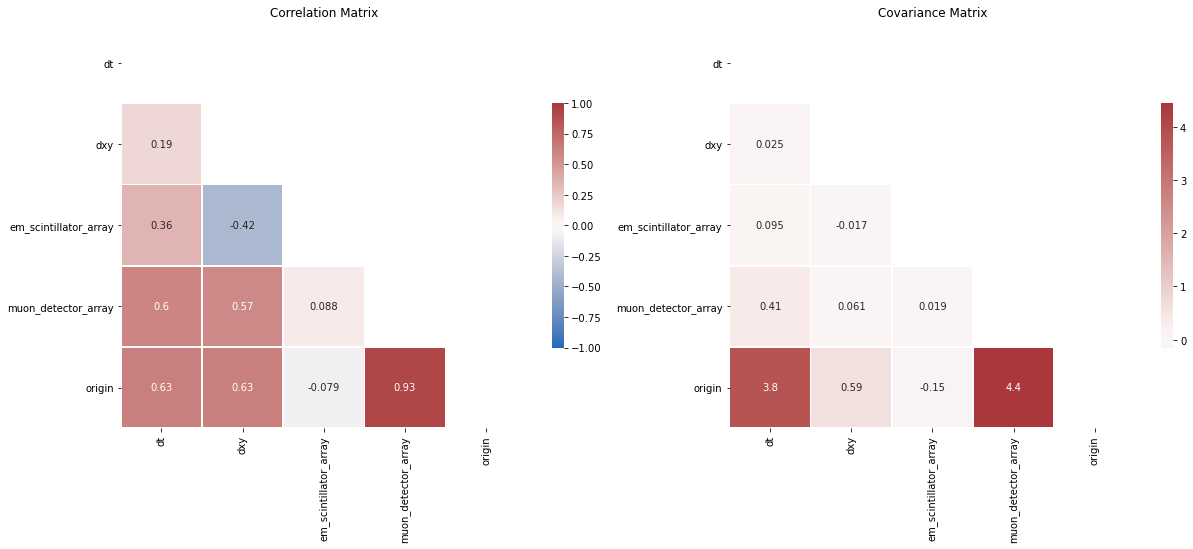 Correlation Matrix
dt
dxy
em_scintillator_array
muon_detector_array
origin
0.19
0.36 -0.42
0.6 0.57 0.088
0.63 0.63 -0.079 0.93
dt dxy em_scintillator_array muon_detector_array origin
1.00
0.75
0.50
0.25
0.00
−0.25
−0.50
−0.75
−1.00
Covariance Matrix
dt
dxy
em_scintillator_array
muon_detector_array
origin
0.025
0.095 -0.017
0.41 0.061 0.019
3.8 0.59 -0.15 4.4
dt dxy em_scintillator_array muon_detector_array origin
4
3
2
1
0